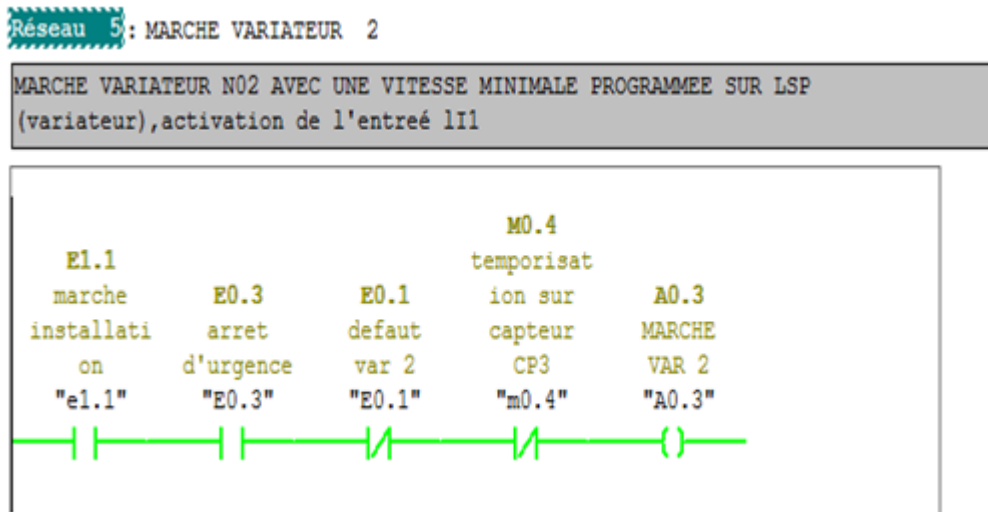 Réseau 5: MARCHE VARIATEUR 2
MARCHE VARIATEUR N02 AVEC UNE VITESSE MINIMALE PROGRAMMEE SUR LSP
(variateur),activation de l'entreé lI1
E1.1
marche
installati
on
"e1.1"
E0.3
arret
d'urgence
"E0.3"
E0.1
defaut
var 2
"E0.1"
M0.4
temporisat
ion sur
capteur
CP3
"m0.4"
A0.3
MARCHE
VAR 2
"A0.3"